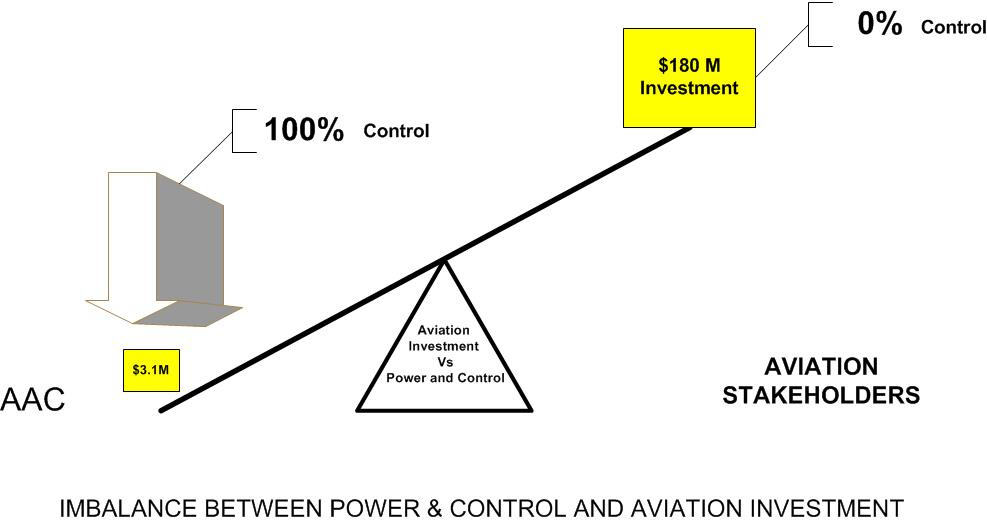 0% Control
$180 M
Investment
100% Control
$3.1M
AAC
Aviation
Investment
Vs
Power and Control
AVIATION
STAKEHOLDERS
IMBALANCE BETWEEN POWER & CONTROL AND AVIATION INVESTMENT